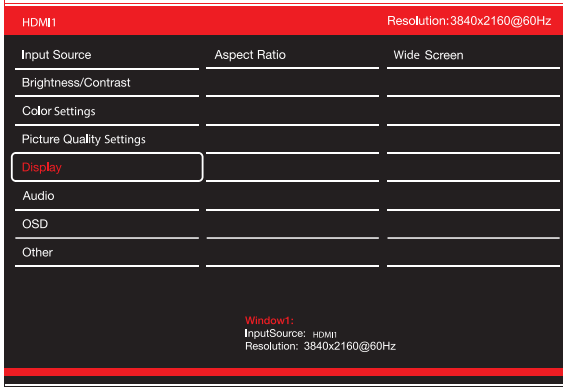 HDMI1 Resolution:3840x2160@60Hz
Input Source Aspect Ratio Wide Screen
Brightness/Contrast
Color Settings
Picture Quality Settings
Display
Audio
OSD
Other
Window1:
InputSource: HDMI1
Resolution: 3840x2160@60Hz